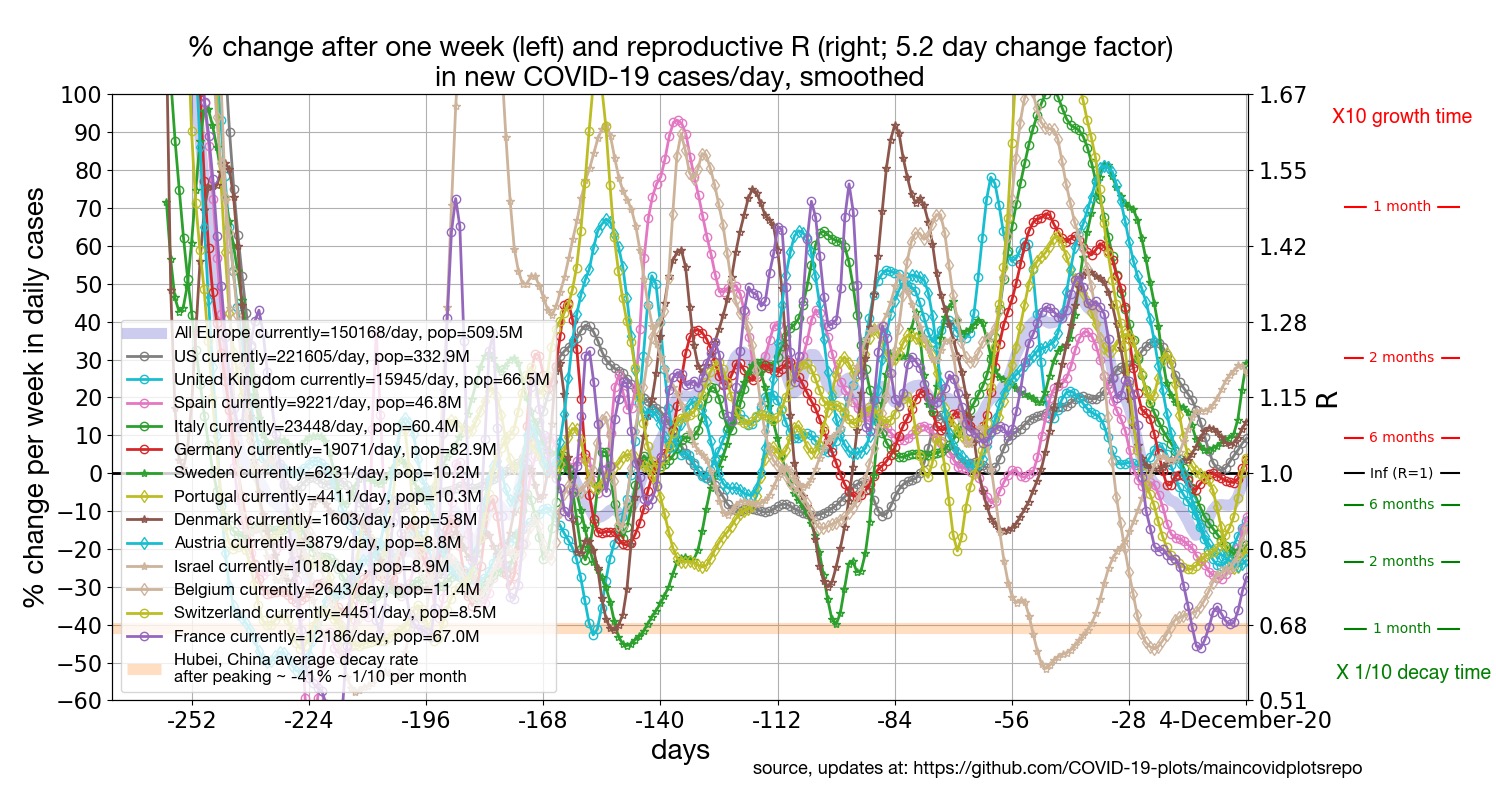 % change after one week (left) and reproductive R (right; 5.2 day change factor)
in new COVID-19 cases/day, smoothed
% change per week in daily cases
100
90
80
70
60
50
40
30
20
10
0
−10
−20
−30
−40
−50
−60
All Europe currently=150168/day, pop=509.5M
US currently=221605/day, pop=332.9M
United Kingdom currently=15945/day, pop=66.5M
Spain currently=9221/day, pop=46.8M
Italy currently=23448/day, pop=60.4M
Germany currently=19071/day, pop=82.9M
Sweden currently=6231/day, pop=10.2M
Portugal currently=4411/day, pop=10.3M
Denmark currently=1603/day, pop=5.8M
Austria currently=3879/day, pop=8.8M
Israel currently=1018/day, pop=8.9M
Belgium currently=2643/day, pop=11.4M
Switzerland currently=4451/day, pop=8.5M
France currently=12186/day, pop=67.0M
Hubei, China average decay rate
after peaking ~ -41% ~ 1/10 per month
1.67
1.55
1.42
1.28
1.15
1.0
0.85
0.68
0.51
R
X10 growth time
1 month
2 months
6 months
Inf (R=1)
6 months
2 months
1 month
X 1/10 decay time
-252 -224 -196 -168 -140 -112 -84 -56 -28 4-December-20
days
source, updates at: https://github.com/COVID-19-plots/maincovidplotsrepo